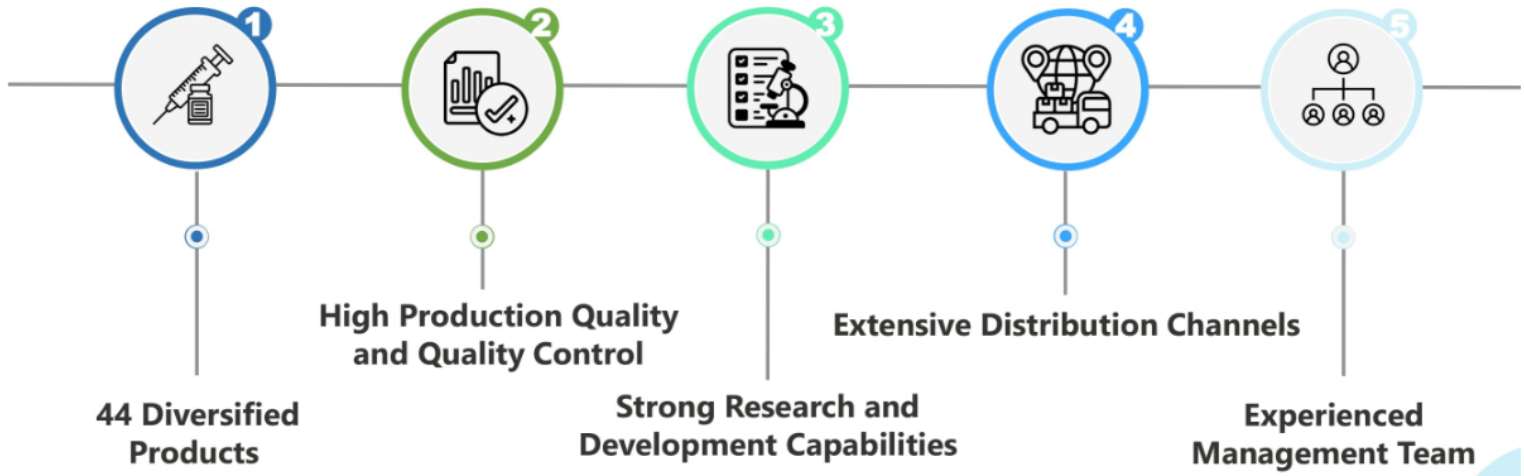 1
44 Diversified
Products
2
High Production Quality
and Quality Control
3
Strong Research and
Development Capabilities
4
Extensive Distribution Channels
5
Experienced
Management Team